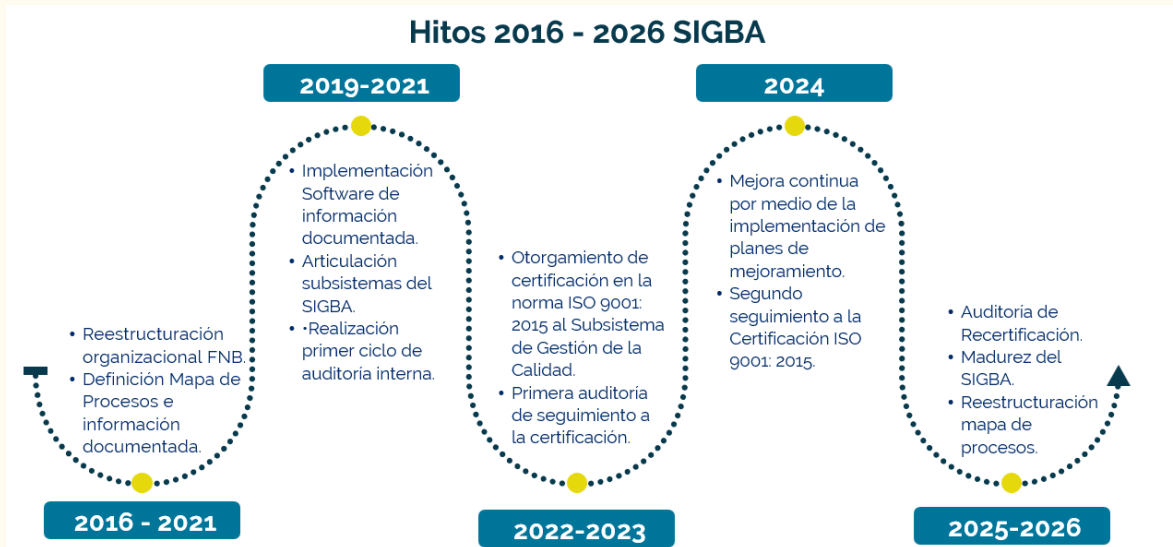 Hitos 2016 - 2026 SIGBA
2016 - 2021
• Reestructuración
organizacional FNB.
• Definición Mapa de
Procesos e
información
documentada.
2019-2021
• Implementación
Software de
información
documentada.
• Articulación
subsistemas del
SIGBA.
• •Realización
primer ciclo de
auditoría interna.
2022-2023
• Otorgamiento de
certificación en la
norma ISO 9001:
2015 al Subsistema
de Gestión de la
Calidad.
• Primera auditoría
de seguimiento a
la certificación.
2024
• Mejora continua
por medio de la
implementación de
planes de
mejoramiento.
• Segundo
seguimiento a la
Certificación ISO
9001: 2015.
2025-2026
• Auditoría de
Recertificación.
• Madurez del
SIGBA.
• Reestructuración
mapa de
procesos.